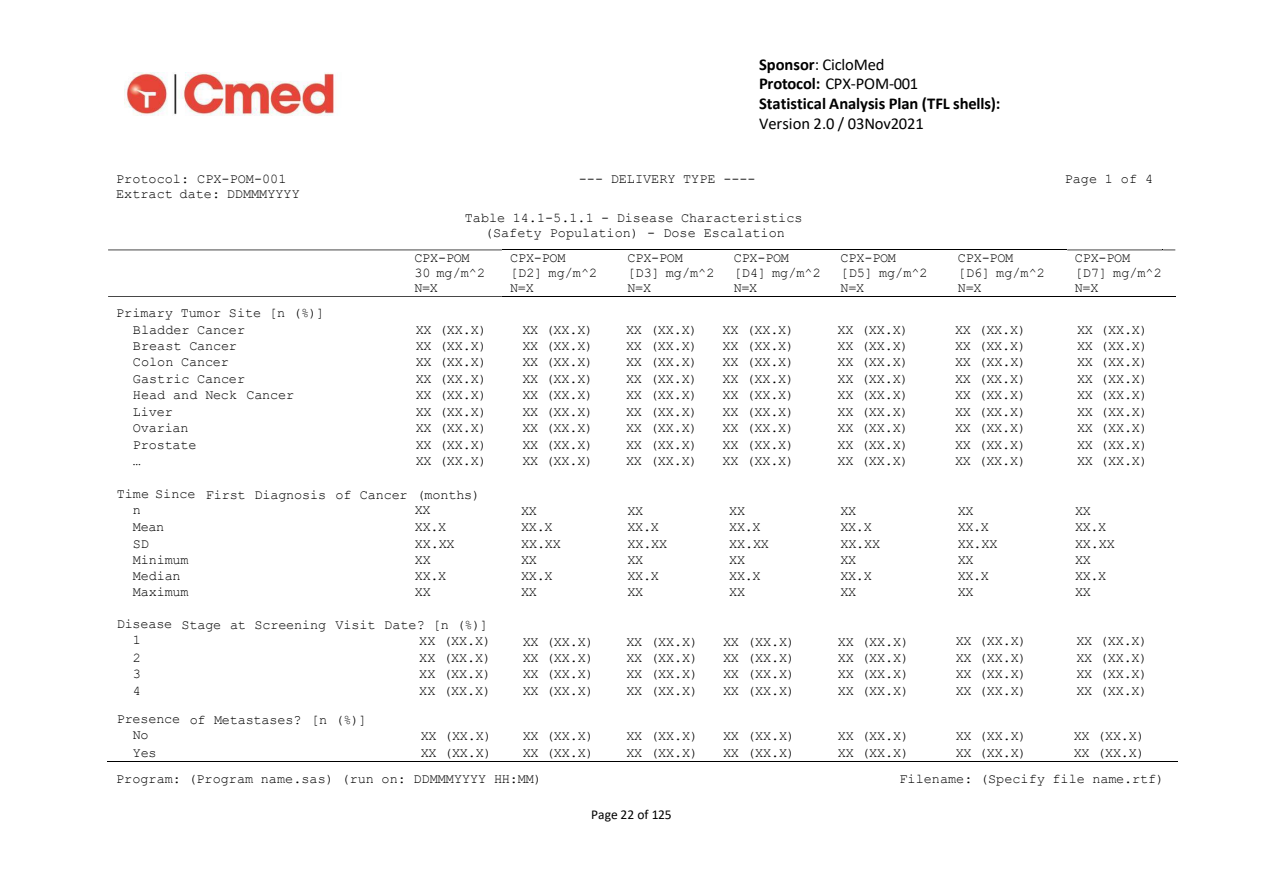 Cmed
Sponsor: CicloMed
Protocol: CPX-POM-001
Statistical Analysis Plan (TFL shells):
Version 2.0 / 03Nov2021
Protocol: CPX-POM-001 --- DELIVERY TYPE ---- Page 1 of 4
Extract date: DDMMMYYYY
Table 14.1-5.1.1 - Disease Characteristics
(Safety Population) - Dose Escalation
CPX-POM CPX-POM CPX-POM CPX-POM CPX-POM CPX-POM CPX-POM
30 mg/m^2 [D2] mg/m^2 [D3] mg/m^2 [D4] mg/m^2 [D5] mg/m^2 [D6] mg/m^2 [D7] mg/m^2
N=X N=X N=X N=X N=X N=X N=X
Primary Tumor Site [n (%)]
Bladder Cancer XX (XX.X) XX (XX.X) XX (XX.X) XX (XX.X) XX (XX.X) XX (XX.X) XX (XX.X)
Breast Cancer XX (XX.X) XX (XX.X) XX (XX.X) XX (XX.X) XX (XX.X) XX (XX.X) XX (XX.X)
Colon Cancer XX (XX.X) XX (XX.X) XX (XX.X) XX (XX.X) XX (XX.X) XX (XX.X) XX (XX.X)
Gastric Cancer XX (XX.X) XX (XX.X) XX (XX.X) XX (XX.X) XX (XX.X) XX (XX.X) XX (XX.X)
Head and Neck Cancer XX (XX.X) XX (XX.X) XX (XX.X) XX (XX.X) XX (XX.X) XX (XX.X) XX (XX.X)
Liver XX (XX.X) XX (XX.X) XX (XX.X) XX (XX.X) XX (XX.X) XX (XX.X) XX (XX.X)
Ovarian XX (XX.X) XX (XX.X) XX (XX.X) XX (XX.X) XX (XX.X) XX (XX.X) XX (XX.X)
Prostate XX (XX.X) XX (XX.X) XX (XX.X) XX (XX.X) XX (XX.X) XX (XX.X) XX (XX.X)
… XX (XX.X) XX (XX.X) XX (XX.X) XX (XX.X) XX (XX.X) XX (XX.X) XX (XX.X)
Time Since First Diagnosis of Cancer (months)
n XX XX XX XX XX XX XX
Mean XX.X XX.X XX.X XX.X XX.X XX.X XX.X
SD XX.XX XX.XX XX.XX XX.XX XX.XX XX.XX XX.XX
Minimum XX XX XX XX XX XX XX
Median XX.X XX.X XX.X XX.X XX.X XX.X XX.X
Maximum XX XX XX XX XX XX XX
Disease Stage at Screening Visit Date? [n (%)]
1 XX (XX.X) XX (XX.X) XX (XX.X) XX (XX.X) XX (XX.X) XX (XX.X) XX (XX.X)
2 XX (XX.X) XX (XX.X) XX (XX.X) XX (XX.X) XX (XX.X) XX (XX.X) XX (XX.X)
3 XX (XX.X) XX (XX.X) XX (XX.X) XX (XX.X) XX (XX.X) XX (XX.X) XX (XX.X)
4 XX (XX.X) XX (XX.X) XX (XX.X) XX (XX.X) XX (XX.X) XX (XX.X) XX (XX.X)
Presence of Metastases? [n (%)]
No XX (XX.X) XX (XX.X) XX (XX.X) XX (XX.X) XX (XX.X) XX (XX.X) XX (XX.X)
Yes XX (XX.X) XX (XX.X) XX (XX.X) XX (XX.X) XX (XX.X) XX (XX.X) XX (XX.X)
Program: (Program name.sas) (run on: DDMMMYYYY HH:MM) Filename: (Specify file name.rtf)
Page 22 of 125